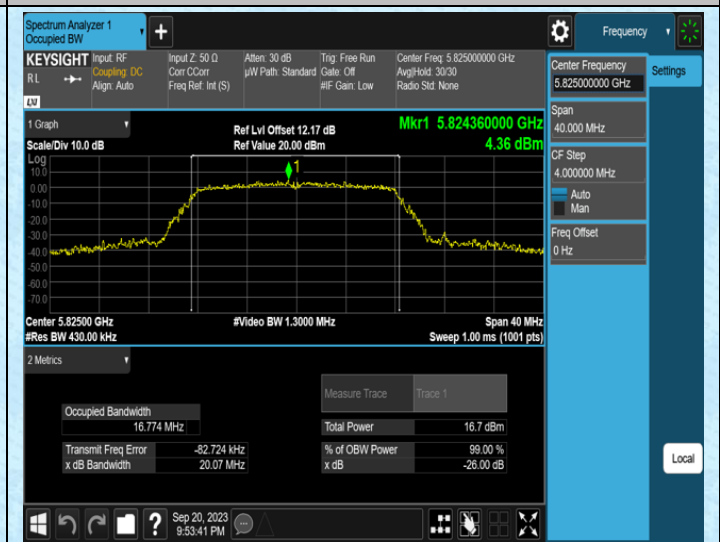 Spectrum Analyzer 1
Occupied BW
+
Frequency
KEYSIGHT
RL
LXI
Input: RF
Coupling: DC
Align: Auto
Input Z: 50 Ω
Corr CCorr
Freq Ref: Int (S)
Atten: 30 dB
µW Path: Standard
Trig: Free Run
Gate: Off
#IF Gain: Low
Center Freq: 5.825000000 GHz
Avg|Hold: 30/30
Radio Std: None
Center Frequency
5.825000000 GHz
Settings
Span
40.000 MHz
CF Step
4.000000 MHz
Auto
Man
Freq Offset
0 Hz
1 Graph
Scale/Div 10.0 dB
Ref Lvl Offset 12.17 dB
Ref Value 20.00 dBm
Mkr1 5.824360000 GHz
4.36 dBm
Log
10.0
0.00
-10.0
-20.0
-30.0
-40.0
-50.0
-60.0
-70.0
1
Center 5.82500 GHz
#Video BW 1.3000 MHz
Span 40 MHz
#Res BW 430.00 kHz
Sweep 1.00 ms (1001 pts)
2 Metrics
Measure Trace
Trace 1
Occupied Bandwidth
16.774 MHz
Total Power
16.7 dBm
Transmit Freq Error
-82.724 kHz
% of OBW Power
99.00 %
x dB Bandwidth
20.07 MHz
x dB
-26.00 dB
Local
?
Sep 20, 2023
9:53:41 PM